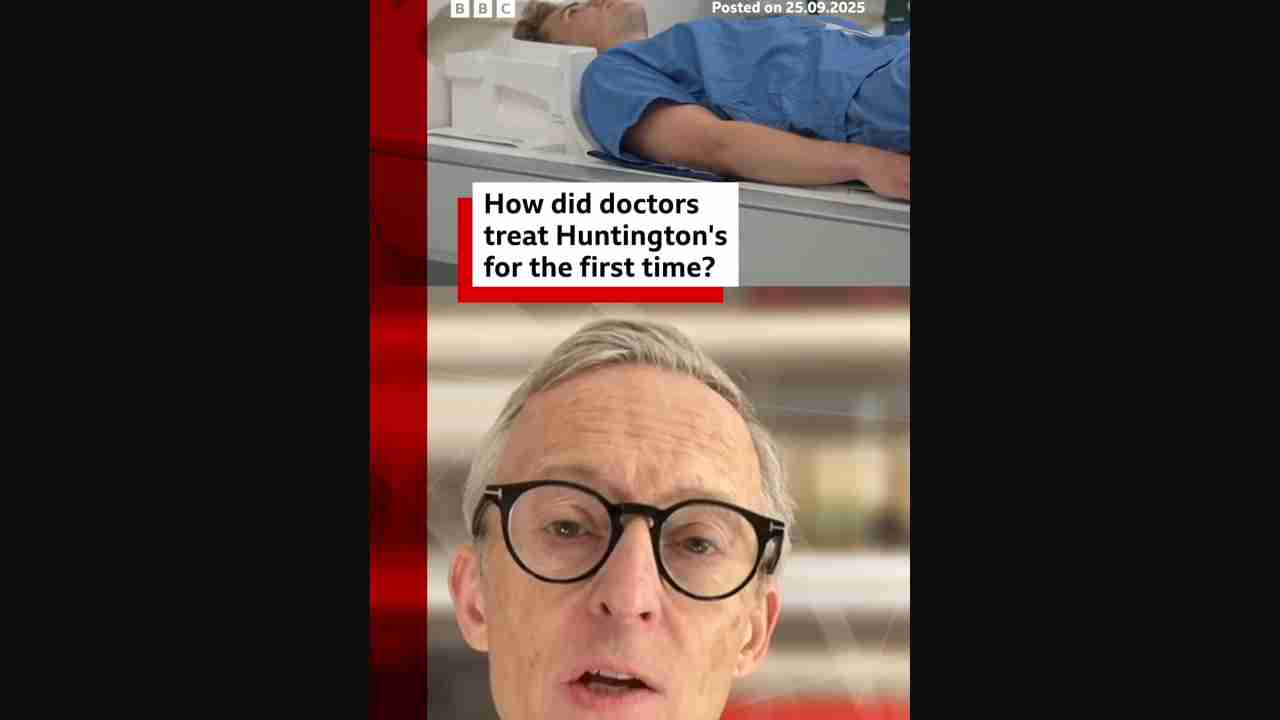 BBC
Posted on 25.09.2025
How did doctors
treat Huntington's
for the first time?